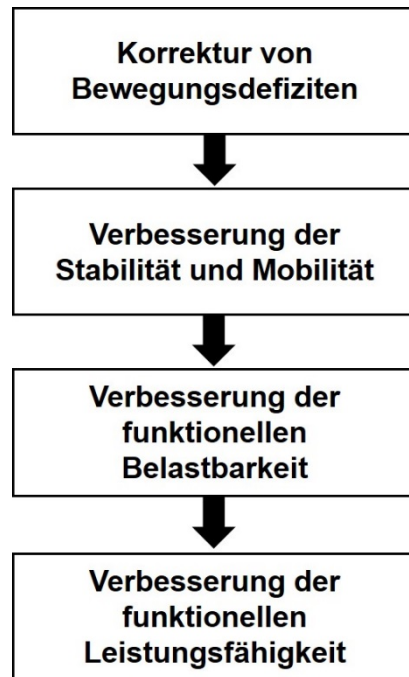 Korrektur von
Bewegungsdefiziten
Verbesserung der
Stabilität und Mobilität
Verbesserung der
funktionellen
Belastbarkeit
Verbesserung der
funktionellen
Leistungsfähigkeit